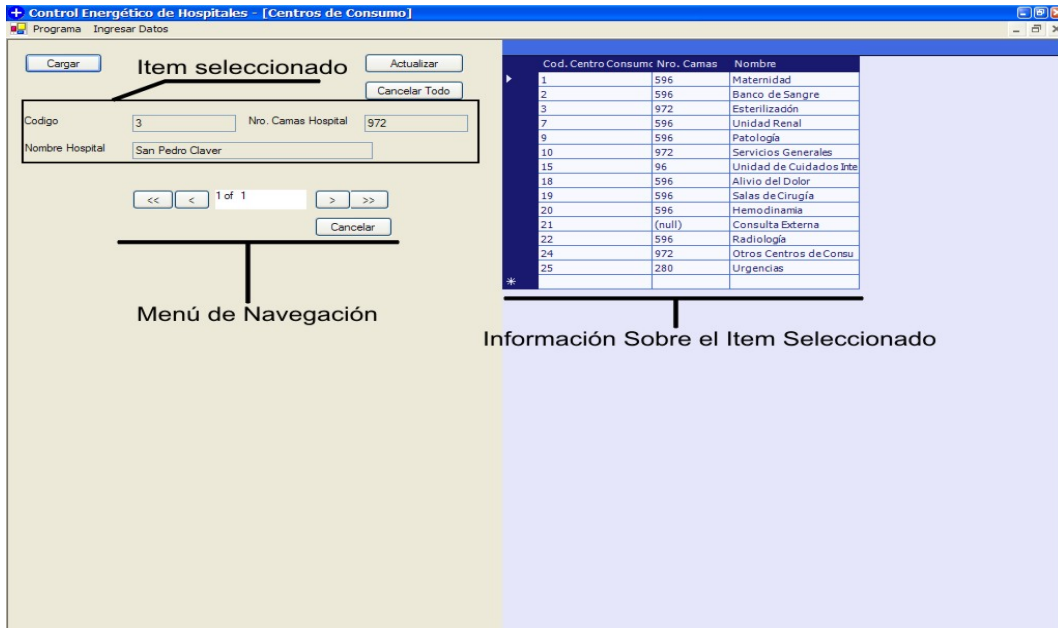 Control Energético de Hospitales - [Centros de Consumo]
Programa Ingresar Datos
Cargar
Item seleccionado
Actualizar
Cancelar Todo
Codigo 3 Nro. Camas Hospital 972
Nombre Hospital San Pedro Claver
<< < 1 of 1 > >>
Cancelar
Menú de Navegación
Cod. Centro Consumc Nro. Camas Nombre
1 596 Maternidad
2 596 Banco de Sangre
3 972 Esterilización
7 596 Unidad Renal
9 596 Patología
10 972 Servicios Generales
15 96 Unidad de Cuidados Inte
18 596 Alivio del Dolor
19 596 Salas de Cirugía
20 596 Hemodinamia
21 (null) Consulta Externa
22 596 Radiología
24 972 Otros Centros de Consu
25 280 Urgencias
Información Sobre el Item Seleccionado